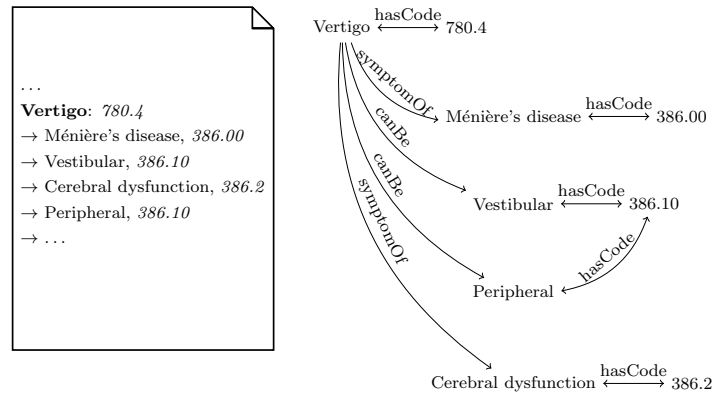 ...
Vertigo: 780.4
→ Ménière's disease, 386.00
→ Vestibular, 386.10
→ Cerebral dysfunction, 386.2
→ Peripheral, 386.10
→ ...
Vertigo hasCode 780.4
symptomOf
Ménière's disease hasCode 386.00
canBe
Vestibular hasCode 386.10
canBe
hasCode
Peripheral
symptomOf
Cerebral dysfunction hasCode 386.2